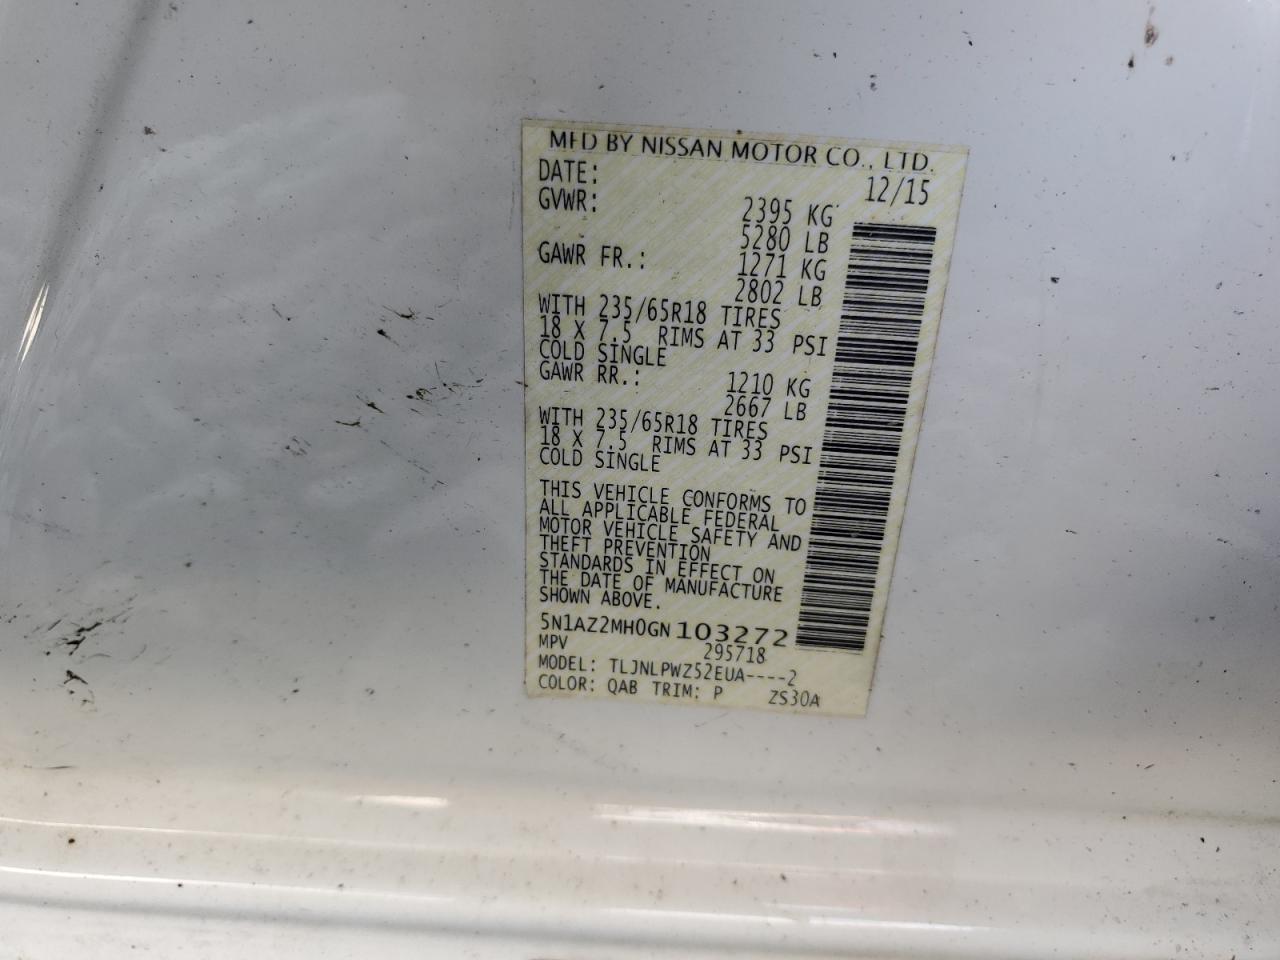 MFD BY NISSAN MOTOR CO., LTD.
DATE: 12/15
GVWR: 2395 KG
5280 LB
GAWR FR.: 1271 KG
2802 LB
WITH 235/65R18 TIRES
18 X 7.5 RIMS AT 33 PSI
COLD SINGLE
GAWR RR.: 1210 KG
2667 LB
WITH 235/65R18 TIRES
18 X 7.5 RIMS AT 33 PSI
COLD SINGLE
THIS VEHICLE CONFORMS TO
ALL APPLICABLE FEDERAL
MOTOR VEHICLE SAFETY AND
THEFT PREVENTION
STANDARDS IN EFFECT ON
THE DATE OF MANUFACTURE
SHOWN ABOVE.
5N1AZ2MH0GN103272
MPV 295718
MODEL: TLJNLPWZ52EUA----2
COLOR: QAB TRIM: P ZS30A